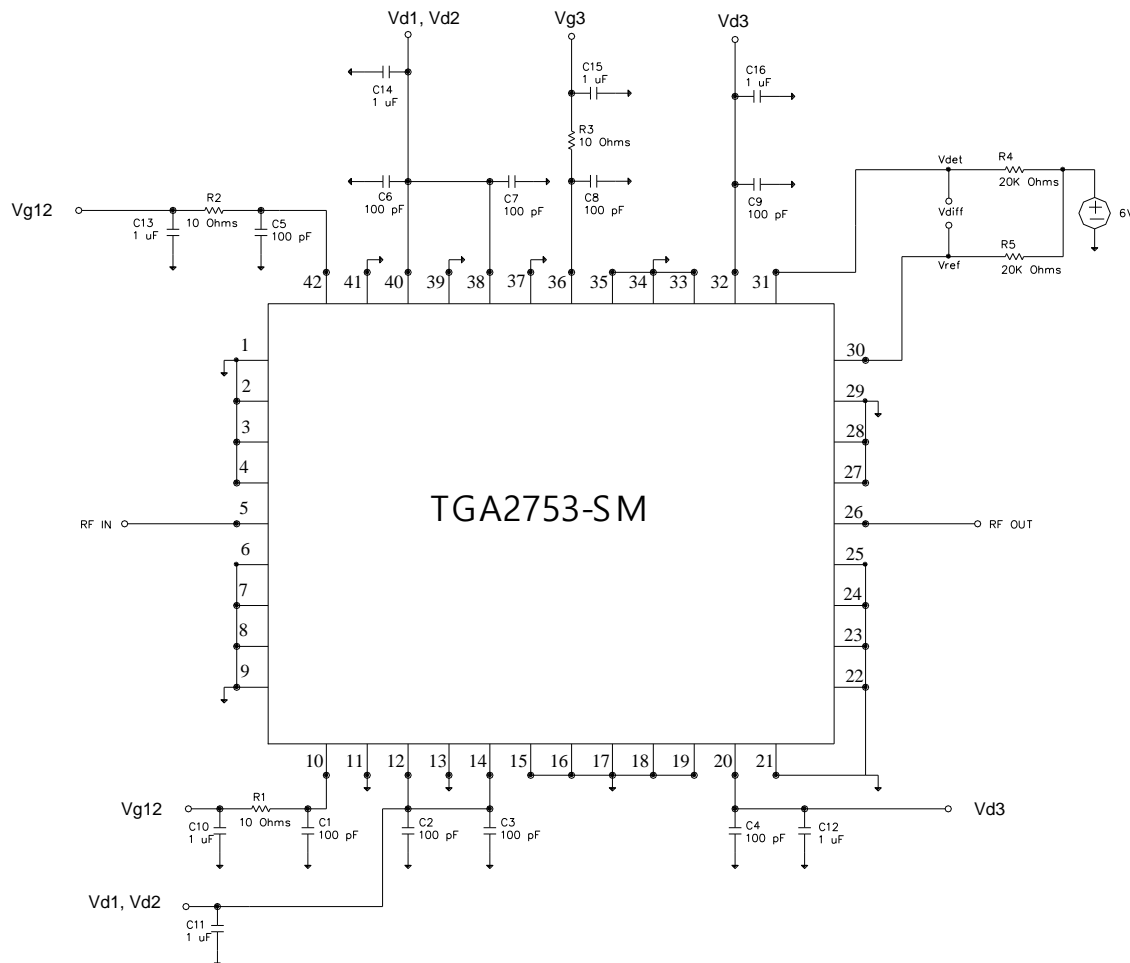 Vd1, Vd2
Vg3
Vd3
C14
1 uF
C15
1 uF
C16
1 uF
R3
10 Ohms
C6
100 pF
C7
100 pF
C8
100 pF
C9
100 pF
Vdet
R4
20K Ohms
Vdiff
6V
Vref
R5
20K Ohms
Vg12
R2
10 Ohms
C13
1 uF
C5
100 pF
42 41 40 39 38 37 36 35 34 33 32 31
1
2
3
4
5
6
7
8
9
30
29
28
27
26
25
24
23
22
RF IN
TGA2753-SM
RF OUT
10 11 12 13 14 15 16 17 18 19 20 21
Vg12
R1
10 Ohms
C10
1 uF
C1
100 pF
C2
100 pF
C3
100 pF
C4
100 pF
C12
1 uF
Vd3
Vd1, Vd2
C11
1 uF